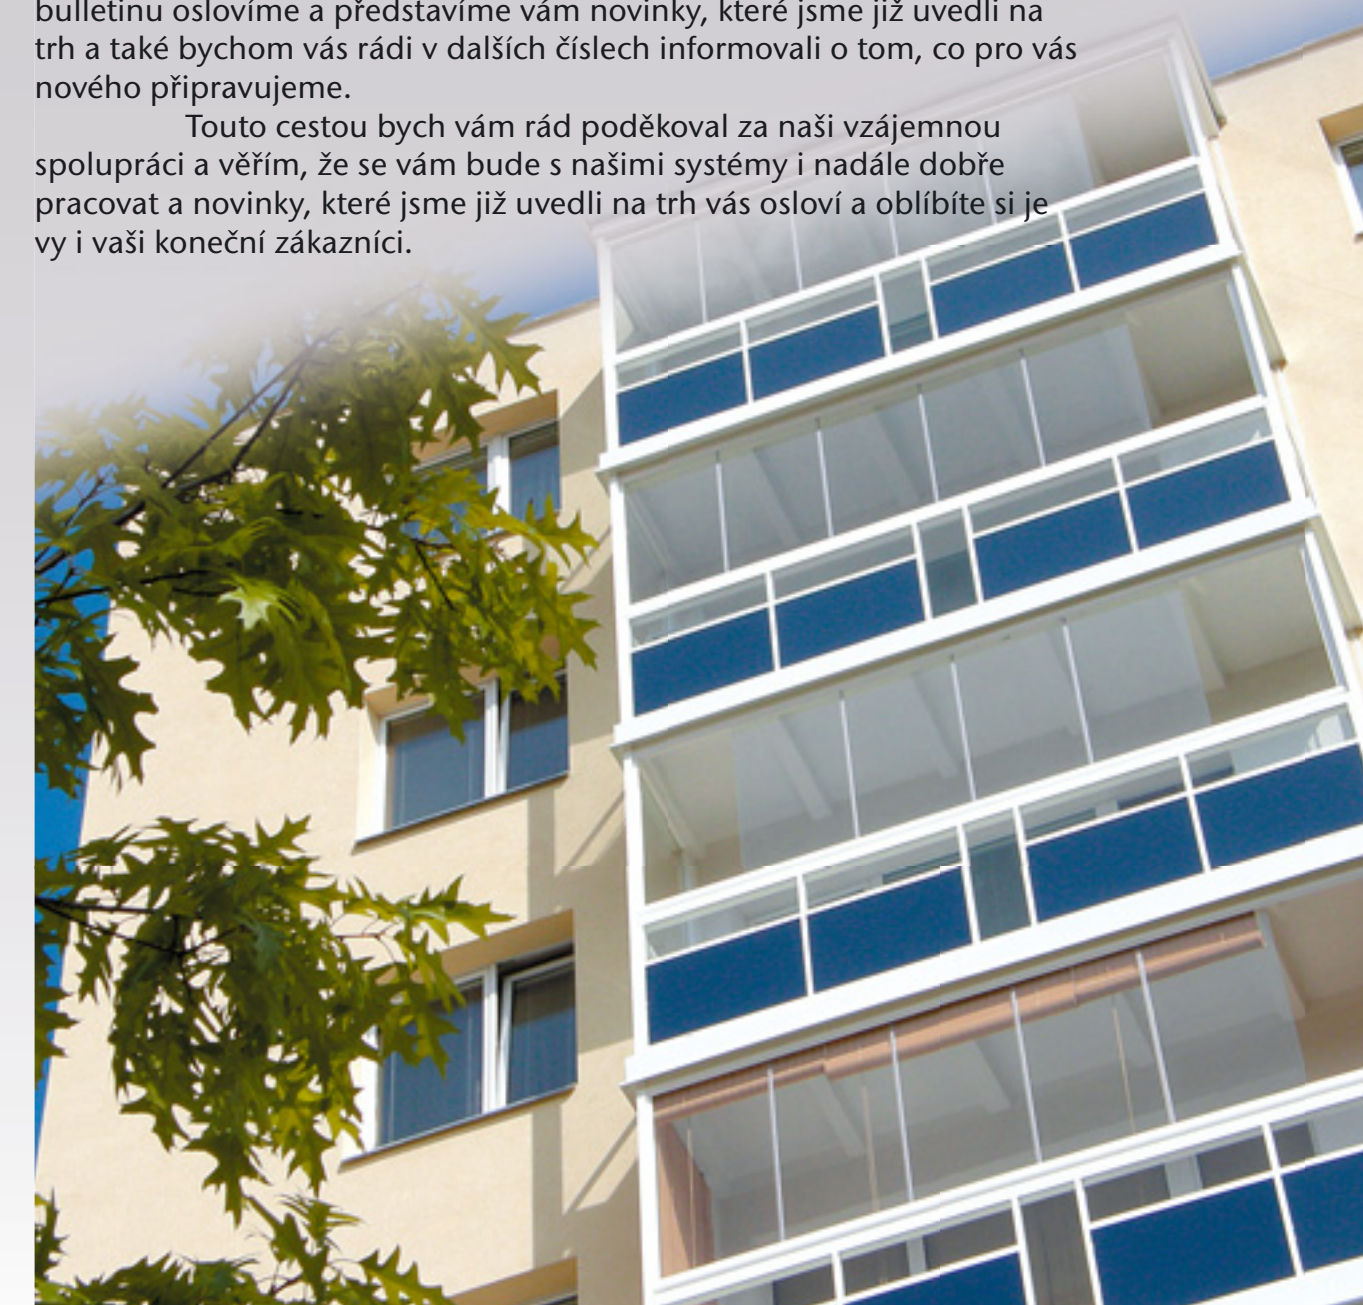 bulletinu oslovíme a představíme vám novinky, které jsme již uvedli na
trh a také bychom vás rádi v dalších číslech informovali o tom, co pro vás
nového připravujeme.
Touto cestou bych vám rád poděkoval za naši vzájemnou
spolupráci a věřím, že se vám bude s našimi systémy i nadále dobře
pracovat a novinky, které jsme již uvedli na trh vás osloví a oblíbíte si je
vy i vaši koneční zákazníci.